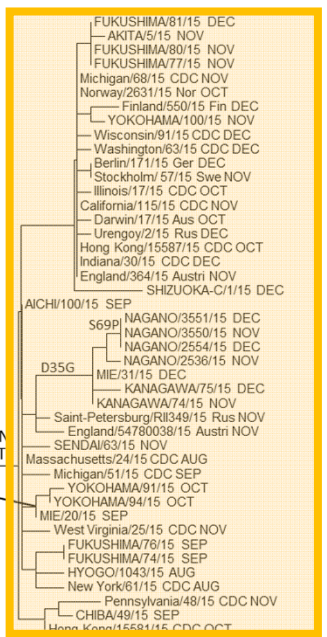 FUKUSHIMA/81/15 DEC
AKITA/5/15 NOV
FUKUSHIMA/80/15 NOV
FUKUSHIMA/77/15 NOV
Michigan/68/15 CDC NOV
Norway/2631/15 Nor OCT
Finland/550/15 Fin DEC
YOKOHAMA/100/15 NOV
Wisconsin/91/15 CDC DEC
Washington/63/15 CDC DEC
Berlin/171/15 Ger DEC
Stockholm/ 57/15 Swe NOV
Illinois/17/15 CDC OCT
California/115/15 CDC NOV
Darwin/17/15 Aus OCT
Urengoy/2/15 Rus DEC
Hong Kong/15587/15 CDC OCT
Indiana/30/15 CDC DEC
England/364/15 Austri NOV
SHIZUOKA-C/1/15 DEC
AICHI/100/15 SEP
NAGANO/3551/15 DEC
S69P
NAGANO/3550/15 NOV
NAGANO/2554/15 DEC
NAGANO/2536/15 NOV
D35G
MIE/31/15 DEC
KANAGAWA/75/15 DEC
KANAGAWA/74/15 NOV
Saint-Petersburg/RII349/15 Rus NOV
England/54780038/15 Austri NOV
SENDAI/63/15 NOV
Massachusetts/24/15 CDC AUG
Michigan/51/15 CDC SEP
YOKOHAMA/91/15 OCT
YOKOHAMA/94/15 OCT
MIE/20/15 SEP
West Virginia/25/15 CDC NOV
FUKUSHIMA/76/15 SEP
FUKUSHIMA/74/15 SEP
HYOGO/1043/15 AUG
New York/61/15 CDC AUG
Pennsylvania/48/15 CDC NOV
CHIBA/49/15 SEP
Hong Kong/15581/15 CDC OCT